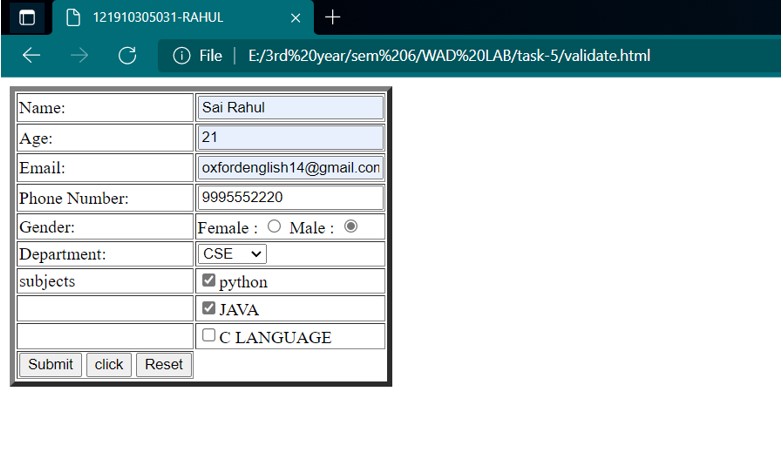 121910305031-RAHUL
File E:/3rd%20year/sem%206/WAD%20LAB/task-5/validate.html
Name: Sai Rahul
Age: 21
Email: oxfordenglish14@gmail.con
Phone Number: 9995552220
Gender: Female : Male :
Department: CSE
subjects python
JAVA
C LANGUAGE
Submit click Reset